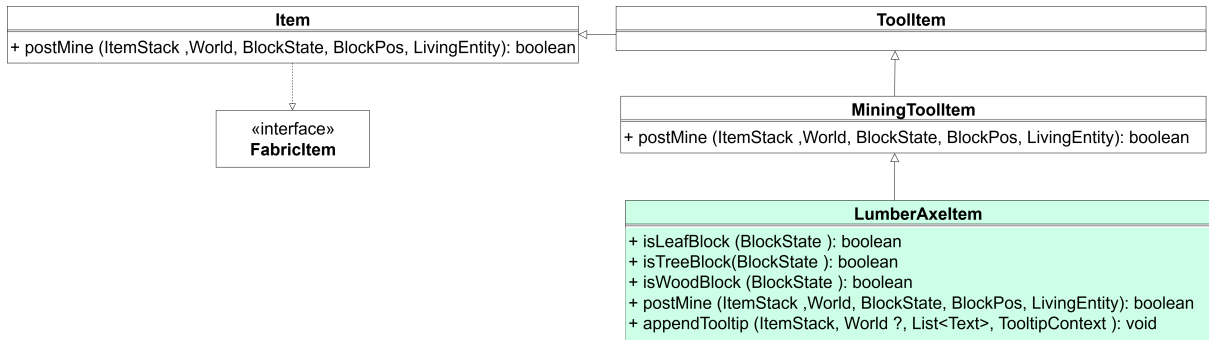 Item
+ postMine (ItemStack ,World, BlockState, BlockPos, LivingEntity): boolean
«interface»
FabricItem
ToolItem
MiningToolItem
+ postMine (ItemStack ,World, BlockState, BlockPos, LivingEntity): boolean
LumberAxeItem
+ isLeafBlock (BlockState ): boolean
+ isTreeBlock(BlockState ): boolean
+ isWoodBlock (BlockState ): boolean
+ postMine (ItemStack ,World, BlockState, BlockPos, LivingEntity): boolean
+ appendTooltip (ItemStack, World ?, List<Text>, TooltipContext ): void